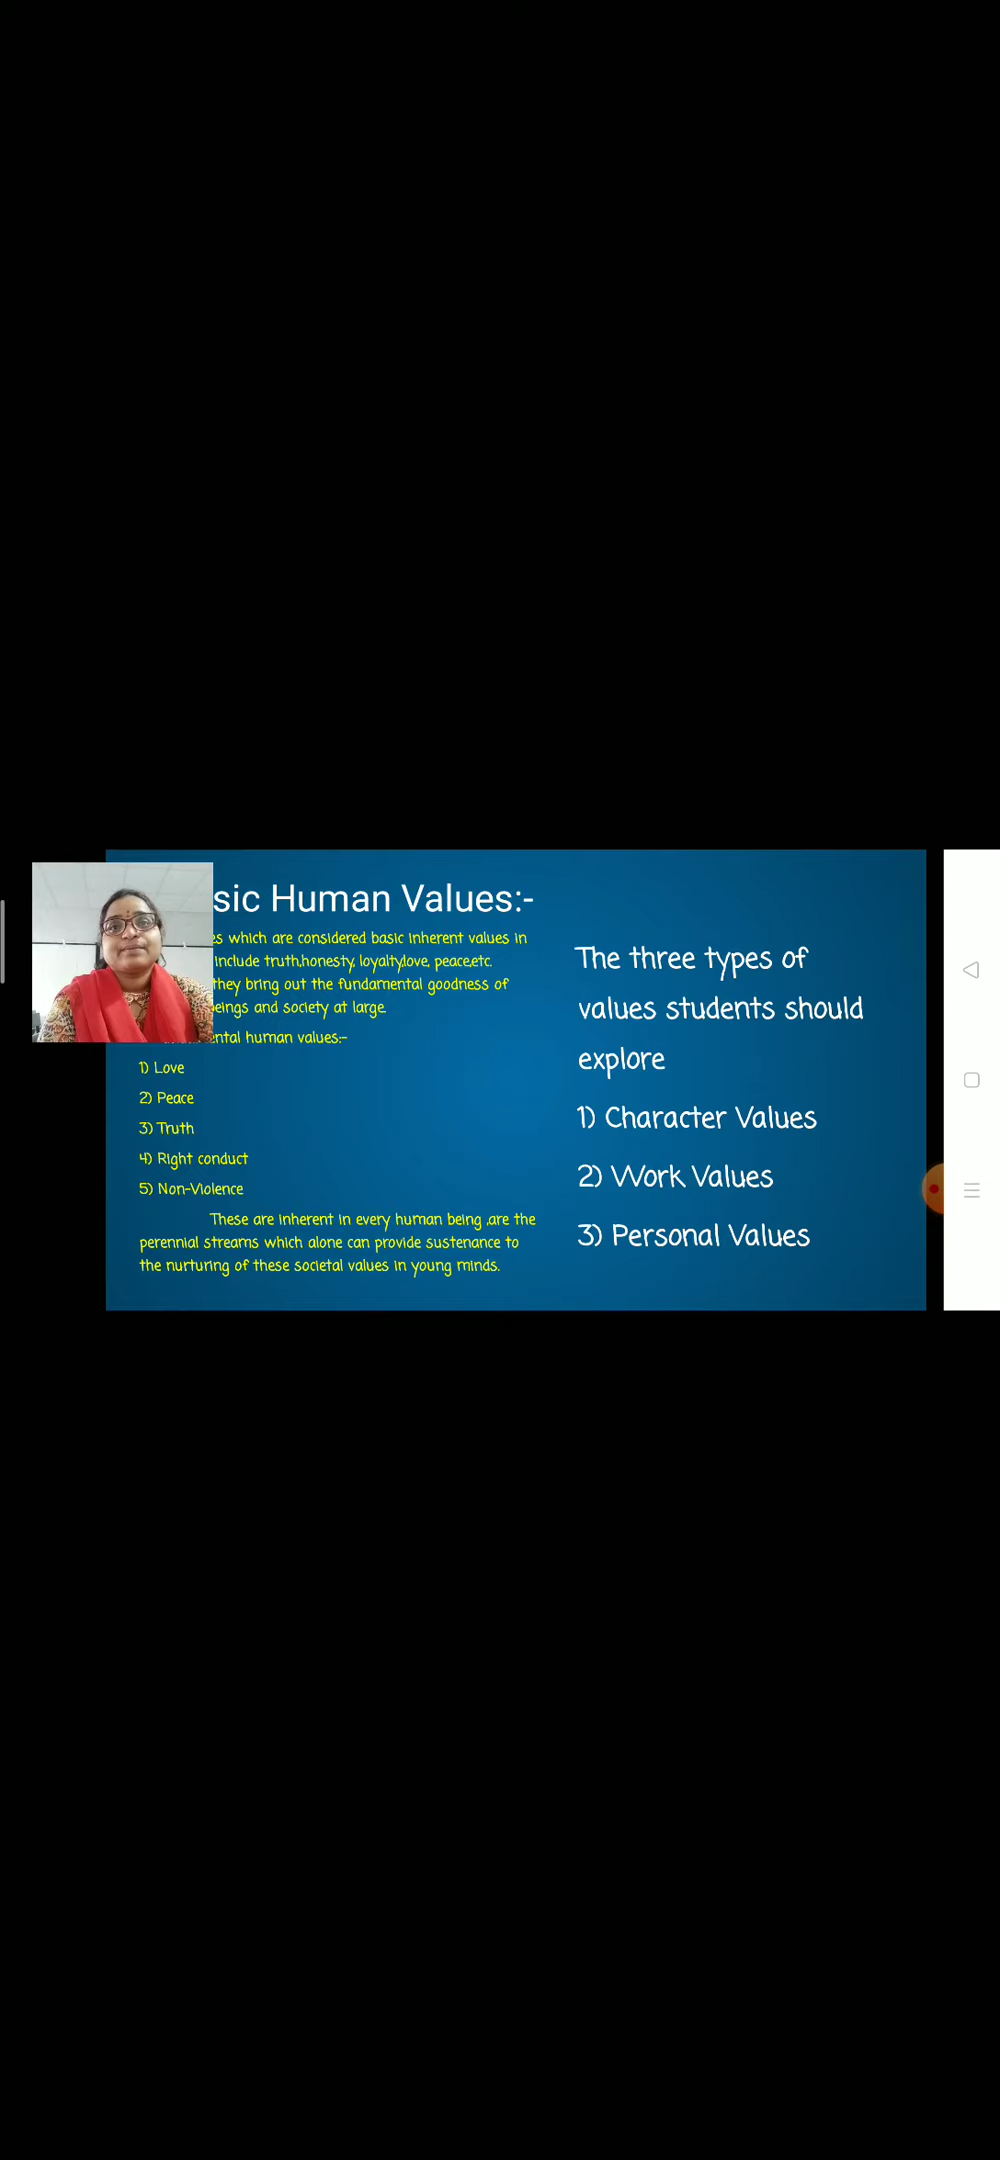 sic Human Values:-
es which are considered basic inherent values in
include truth,honesty, loyalty,love, peace,etc.
they bring out the fundamental goodness of
eings and society at large.
ental human values:-
1) Love
2) Peace
3) Truth
4) Right conduct
5) Non-Violence
These are inherent in every human being ,are the
perennial streams which alone can provide sustenance to
the nurturing of these societal values in young minds.
The three types of
values students should
explore
1) Character Values
2) Work Values
3) Personal Values